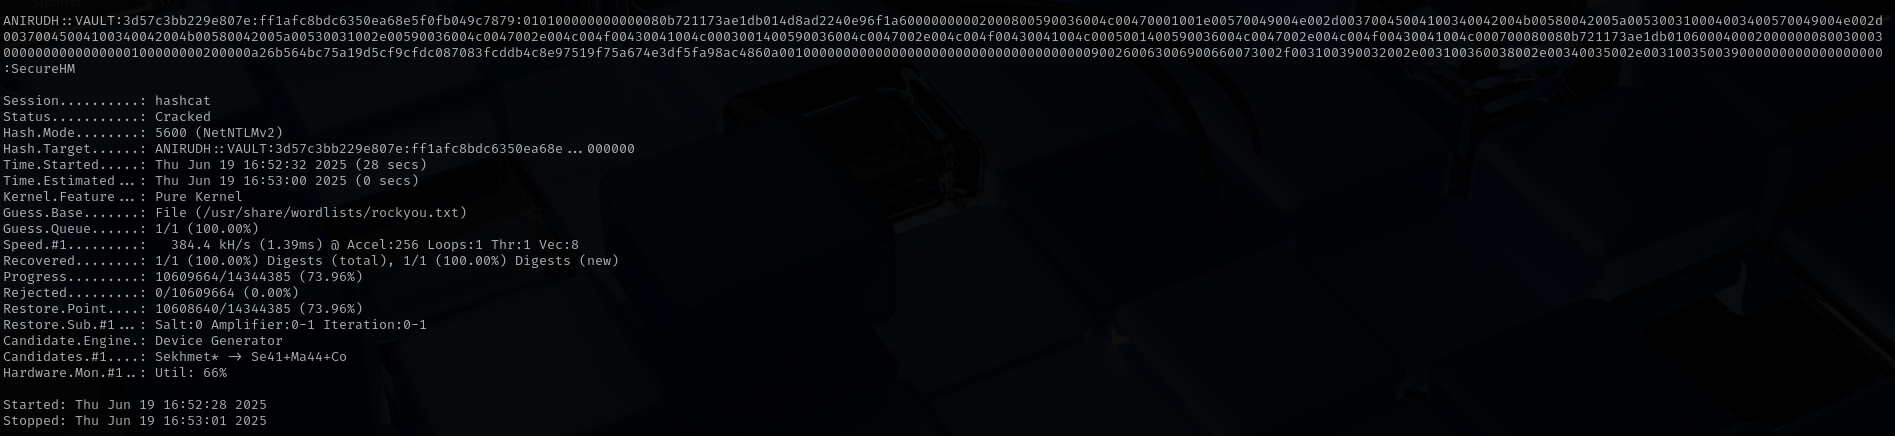 ANIRUDH::VAULT:3d57c3bb229e807e:ff1afc8bdc6350ea68e5f0fb049c7879:010100000000000080b721173ae1db014d8ad2240e96f1a60000000002000800590036004c00470001001e00570049004e002d00370045004100340042004b00580042005a005300310004003400570049004e002d
00370045004100340042004b00580042005a00530031002e00590036004c0047002e004c004f00430041004c0003001400590036004c0047002e004c004f00430041004c0005001400590036004c0047002e004c004f00430041004c000700080080b721173ae1db0106000400020000000800300030
00000000000000000100000000200000a26b564bc75a19d5cf9cfdc087083fcddb4c8e97519f75a674e3df5fa98ac4860a001000000000000000000000000000000000000900260063006900660073002f003100390032002e003100360038002e00340035002e00310035003900000000000000000000
:SecureHM
Session..........: hashcat
Status...........: Cracked
Hash.Mode........: 5600 (NetNTLMv2)
Hash.Target......: ANIRUDH::VAULT:3d57c3bb229e807e:ff1afc8bdc6350ea68e...000000
Time.Started.....: Thu Jun 19 16:52:32 2025 (28 secs)
Time.Estimated...: Thu Jun 19 16:53:00 2025 (0 secs)
Kernel.Feature...: Pure Kernel
Guess.Base.......: File (/usr/share/wordlists/rockyou.txt)
Guess.Queue......: 1/1 (100.00%)
Speed.#1.........:   384.4 kH/s (1.39ms) @ Accel:256 Loops:1 Thr:1 Vec:8
Recovered........: 1/1 (100.00%) Digests (total), 1/1 (100.00%) Digests (new)
Progress.........: 10609664/14344385 (73.96%)
Rejected.........: 0/10609664 (0.00%)
Restore.Point....: 10608640/14344385 (73.96%)
Restore.Sub.#1...: Salt:0 Amplifier:0-1 Iteration:0-1
Candidate.Engine.: Device Generator
Candidates.#1....: Sekhmet* -> Se41+Ma44+Co
Hardware.Mon.#1..: Util: 66%
Started: Thu Jun 19 16:52:28 2025
Stopped: Thu Jun 19 16:53:01 2025